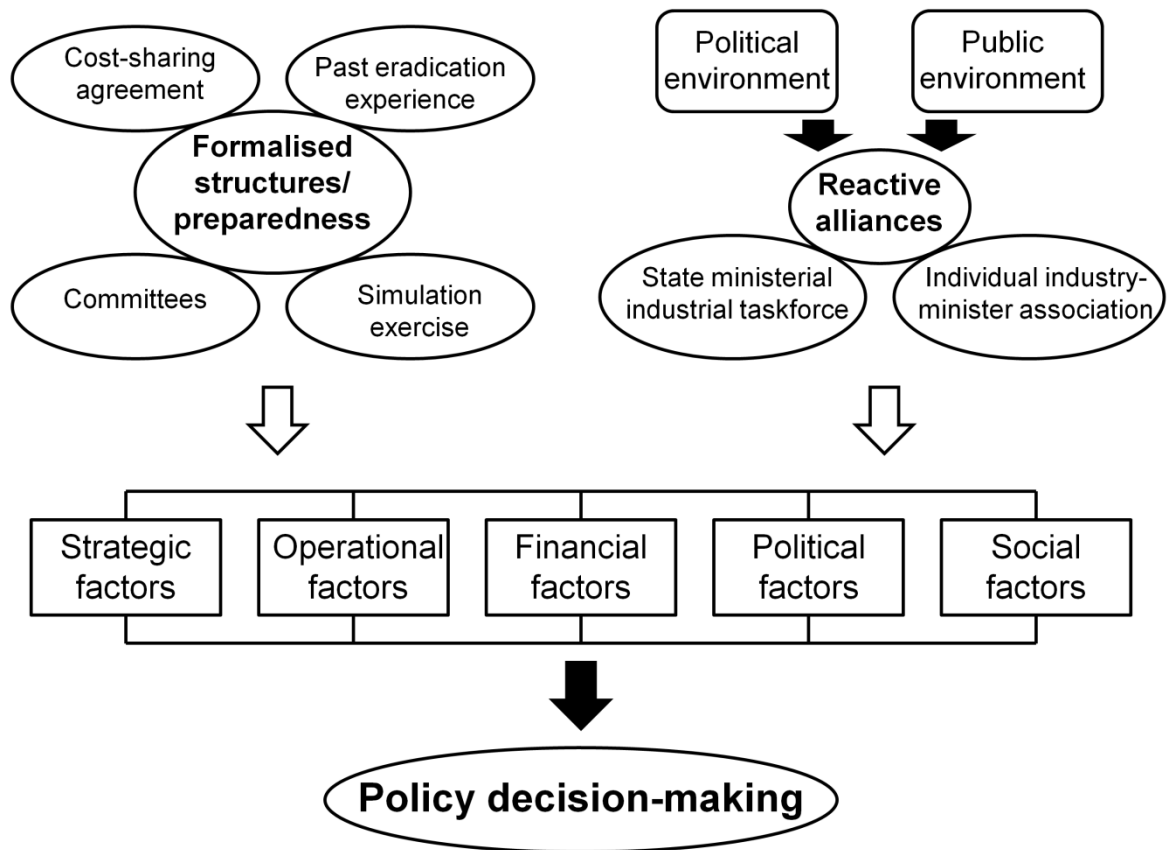 Cost-sharing
agreement
Past eradication
experience
Formalised
structures/
preparedness
Committees
Simulation
exercise
Political
environment
Public
environment
Reactive
alliances
State ministerial
industrial taskforce
Individual industry-
minister association
Strategic
factors
Operational
factors
Financial
factors
Political
factors
Social
factors
Policy decision-making